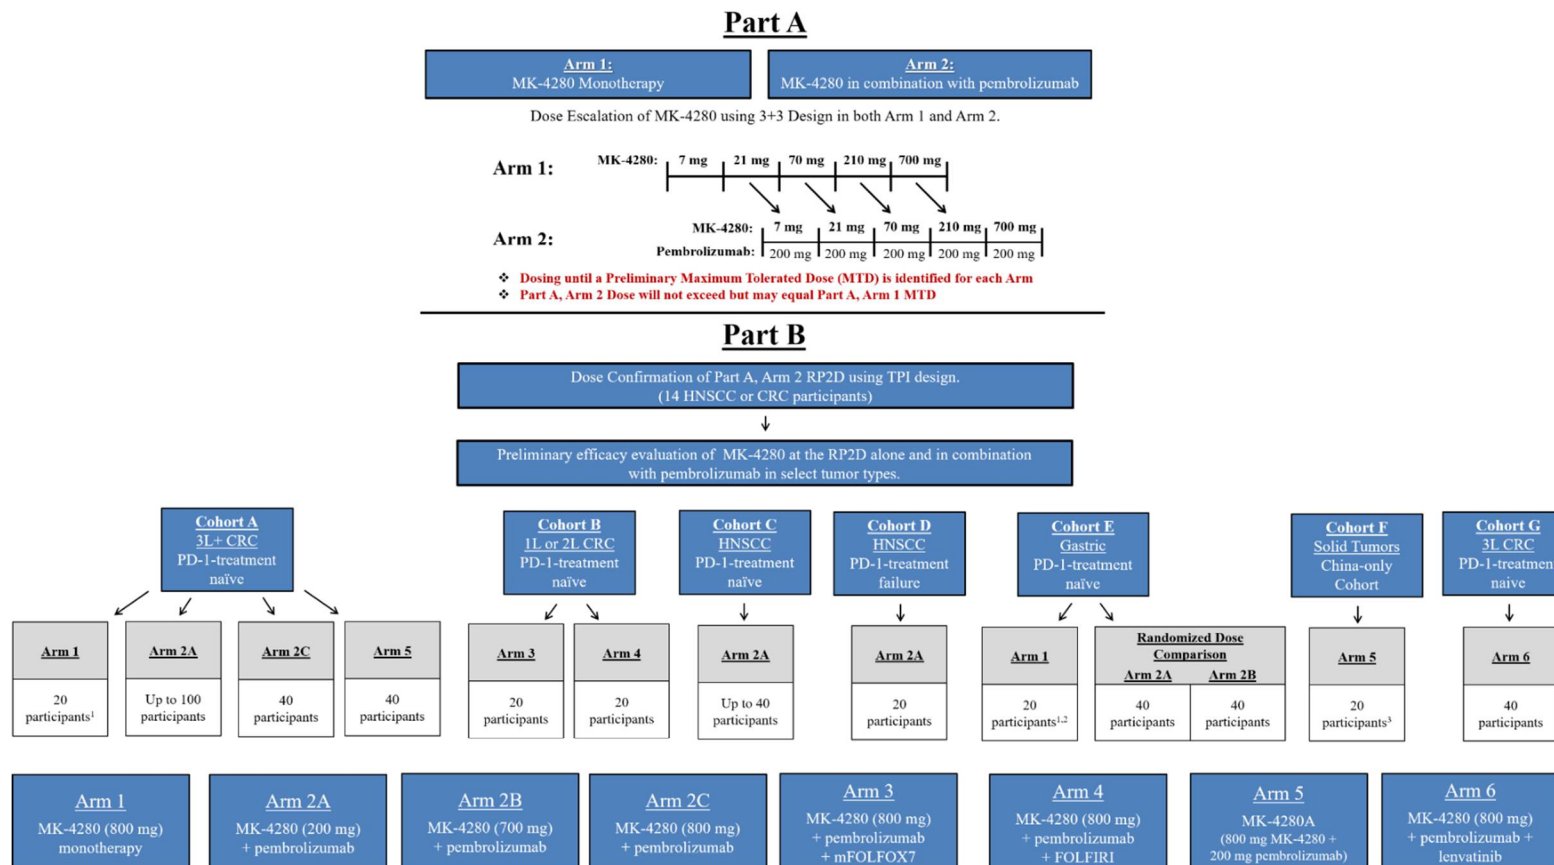 Part A
Arm 1:
MK-4280 Monotherapy
Arm 2:
MK-4280 in combination with pembrolizumab
Dose Escalation of MK-4280 using 3+3 Design in both Arm 1 and Arm 2.
Arm 1:
MK-4280: 7 mg 21 mg 70 mg 210 mg 700 mg
Arm 2:
MK-4280: 7 mg 21 mg 70 mg 210 mg 700 mg
Pembrolizumab: 200 mg 200 mg 200 mg 200 mg 200 mg
❖ Dosing until a Preliminary Maximum Tolerated Dose (MTD) is identified for each Arm
❖ Part A, Arm 2 Dose will not exceed but may equal Part A, Arm 1 MTD
Part B
Dose Confirmation of Part A, Arm 2 RP2D using TPI design.
(14 HNSCC or CRC participants)
Preliminary efficacy evaluation of MK-4280 at the RP2D alone and in combination
with pembrolizumab in select tumor types.
Cohort A
3L+ CRC
PD-1-treatment
naïve
Cohort B
1L or 2L CRC
PD-1-treatment
naïve
Cohort C
HNSCC
PD-1-treatment
naïve
Cohort D
HNSCC
PD-1-treatment
failure
Cohort E
Gastric
PD-1-treatment
naïve
Cohort F
Solid Tumors
China-only
Cohort
Cohort G
3L CRC
PD-1-treatment
naive
Arm 1
20
participants¹
Arm 2A
Up to 100
participants
Arm 2C
40
participants
Arm 5
40
participants
Arm 3
20
participants
Arm 4
20
participants
Arm 2A
Up to 40
participants
Arm 2A
20
participants
Arm 1
20
participants¹,²
Randomized Dose
Comparison
Arm 2A Arm 2B
40
participants
40
participants
Arm 5
20
participants³
Arm 6
40
participants
Arm 1
MK-4280 (800 mg)
monotherapy
Arm 2A
MK-4280 (200 mg)
+ pembrolizumab
Arm 2B
MK-4280 (700 mg)
+ pembrolizumab
Arm 2C
MK-4280 (800 mg)
+ pembrolizumab
Arm 3
MK-4280 (800 mg)
+ pembrolizumab
+ mFOLFOX7
Arm 4
MK-4280 (800 mg)
+ pembrolizumab
+ FOLFIRI
Arm 5
MK-4280A
(800 mg MK-4280 +
200 mg pembrolizumab)
Arm 6
MK-4280 (800 mg)
+ pembrolizumab +
lenvatinib